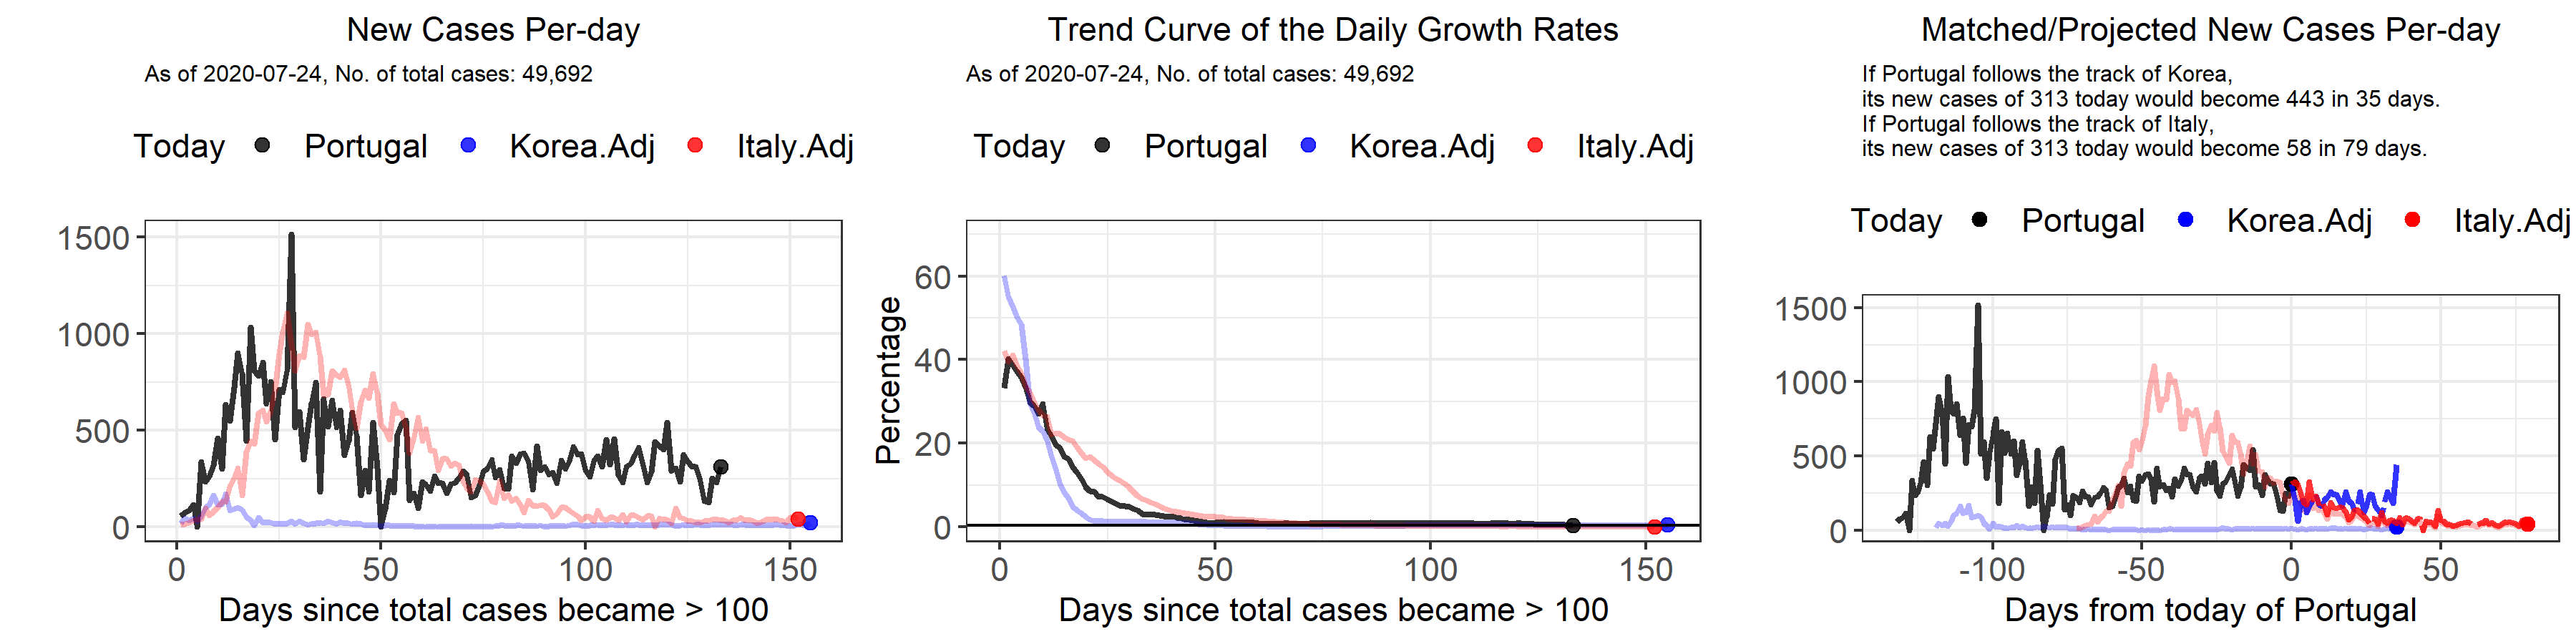 New Cases Per-day
As of 2020-07-24, No. of total cases: 49,692
Today Portugal Korea.Adj Italy.Adj
1500
1000
500
0
0 50 100 150
Days since total cases became > 100
Trend Curve of the Daily Growth Rates
As of 2020-07-24, No. of total cases: 49,692
Today Portugal Korea.Adj Italy.Adj
Percentage
60
40
20
0
0 50 100 150
Days since total cases became > 100
Matched/Projected New Cases Per-day
If Portugal follows the track of Korea,
its new cases of 313 today would become 443 in 35 days.
If Portugal follows the track of Italy,
its new cases of 313 today would become 58 in 79 days.
Today Portugal Korea.Adj Italy.Adj
1500
1000
500
0
-100 -50 0 50
Days from today of Portugal